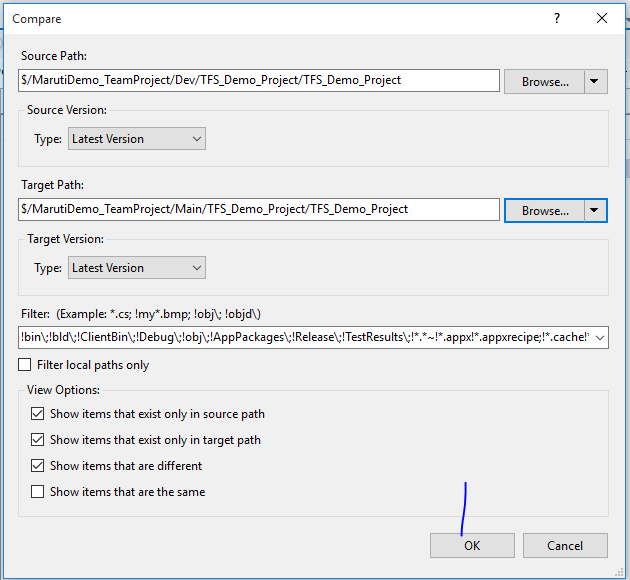 Compare
?
Source Path:
$/MarutiDemo_TeamProject/Dev/TFS_Demo_Project/TFS_Demo_Project
Browse...
Source Version:
Type: Latest Version
Target Path:
$/MarutiDemo_TeamProject/Main/TFS_Demo_Project/TFS_Demo_Project
Browse...
Target Version:
Type: Latest Version
Filter: (Example: *.cs; !my*.bmp; !obj\; !objd\)
!bin\;!bld\;!ClientBin\;!Debug\;!obj\;!AppPackages\;!Release\;!TestResults\;!*.*~!*.appx!*.appxrecipe;!*.cache!*
Filter local paths only
View Options:
Show items that exist only in source path
Show items that exist only in target path
Show items that are different
Show items that are the same
OK
Cancel